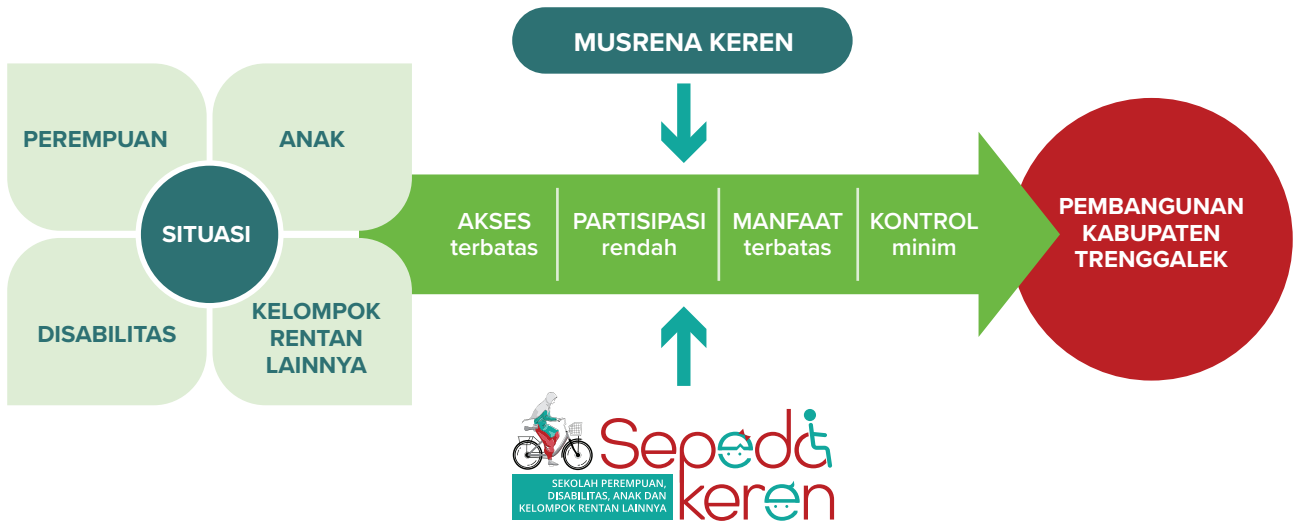 MUSRENA KEREN
PEREMPUAN
ANAK
SITUASI
DISABILITAS
KELOMPOK
RENTAN
LAINNYA
AKSES
terbatas
PARTISIPASI
rendah
MANFAAT
terbatas
KONTROL
minim
PEMBANGUNAN
KABUPATEN
TRENGGALEK
Sepeda
keren
SEKOLAH PEREMPUAN,
DISABILITAS, ANAK DAN
KELOMPOK RENTAN LAINNYA